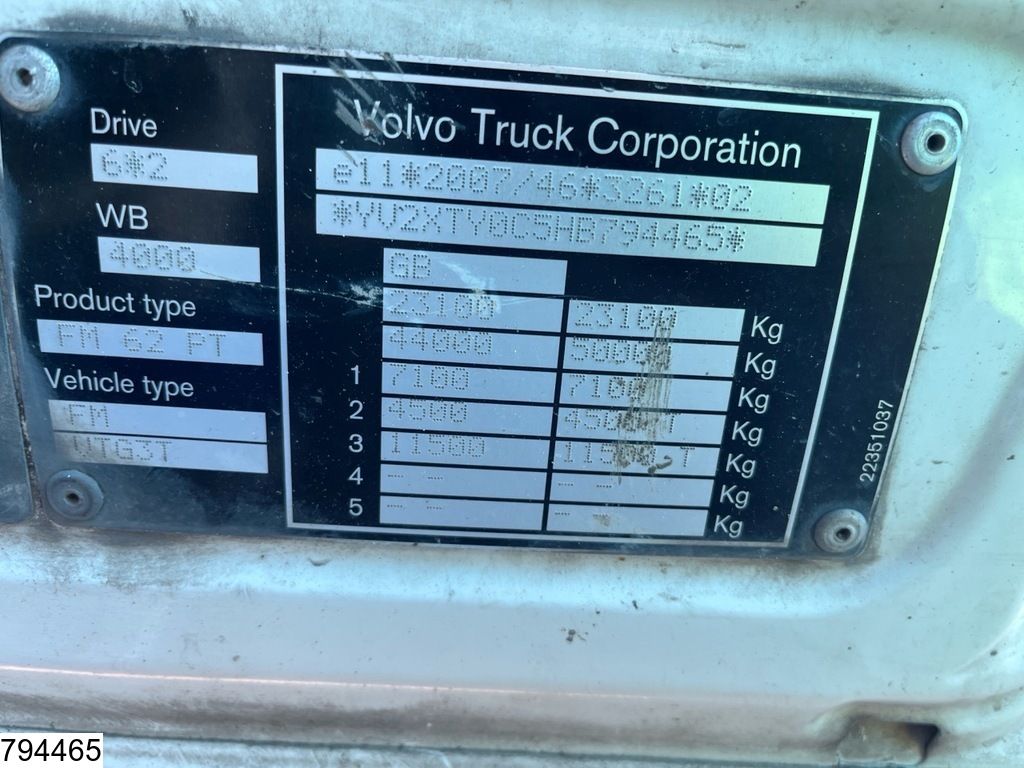 Drive
6*2
WB
4000
Product type
FM 62 PT
Vehicle type
FM
WTG3T
Volvo Truck Corporation
e11*2007/46*3261*02
*YV2XTY0C5HB794465*
GB
23100 23100 Kg
44000 Kg
1 7100 7100 Kg
2 4500 Kg
3 11500 Kg
4 -- -- Kg
5 -- -- Kg
22351037
794465